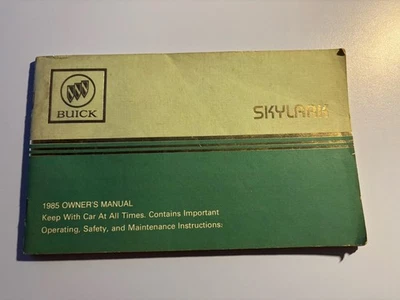 BUICK
SKYLARK
1985 OWNER'S MANUAL
Keep With Car At All Times. Contains Important
Operating, Safety, and Maintenance Instructions: